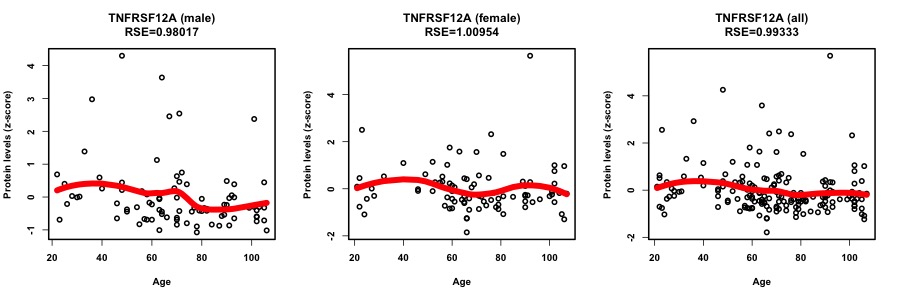 TNFRSF12A (male)
RSE=0.98017
Protein levels (z-score)
4
3
2
1
0
-1
20 40 60 80 100
Age
TNFRSF12A (female)
RSE=1.00954
Protein levels (z-score)
4
2
0
-2
20 40 60 80 100
Age
TNFRSF12A (all)
RSE=0.99333
Protein levels (z-score)
4
2
0
-2
20 40 60 80 100
Age